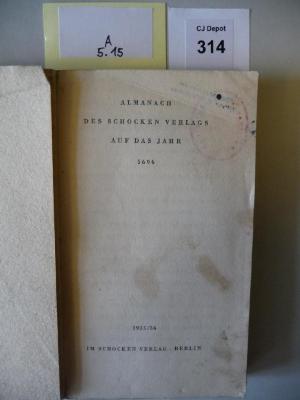 A
5.15
CJ Depot
314
ALMANACH
DES SCHOCKEN VERLAGS
AUF DAS JAHR
5696
1935/36
IM SCHOCKEN VERLAG · BERLIN